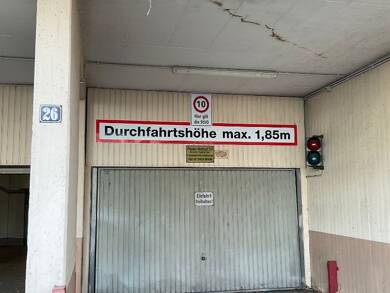 10
Hier gilt
die StVO
26
Durchfahrtshöhe max. 1,85m
Einfahrt
freihalten!